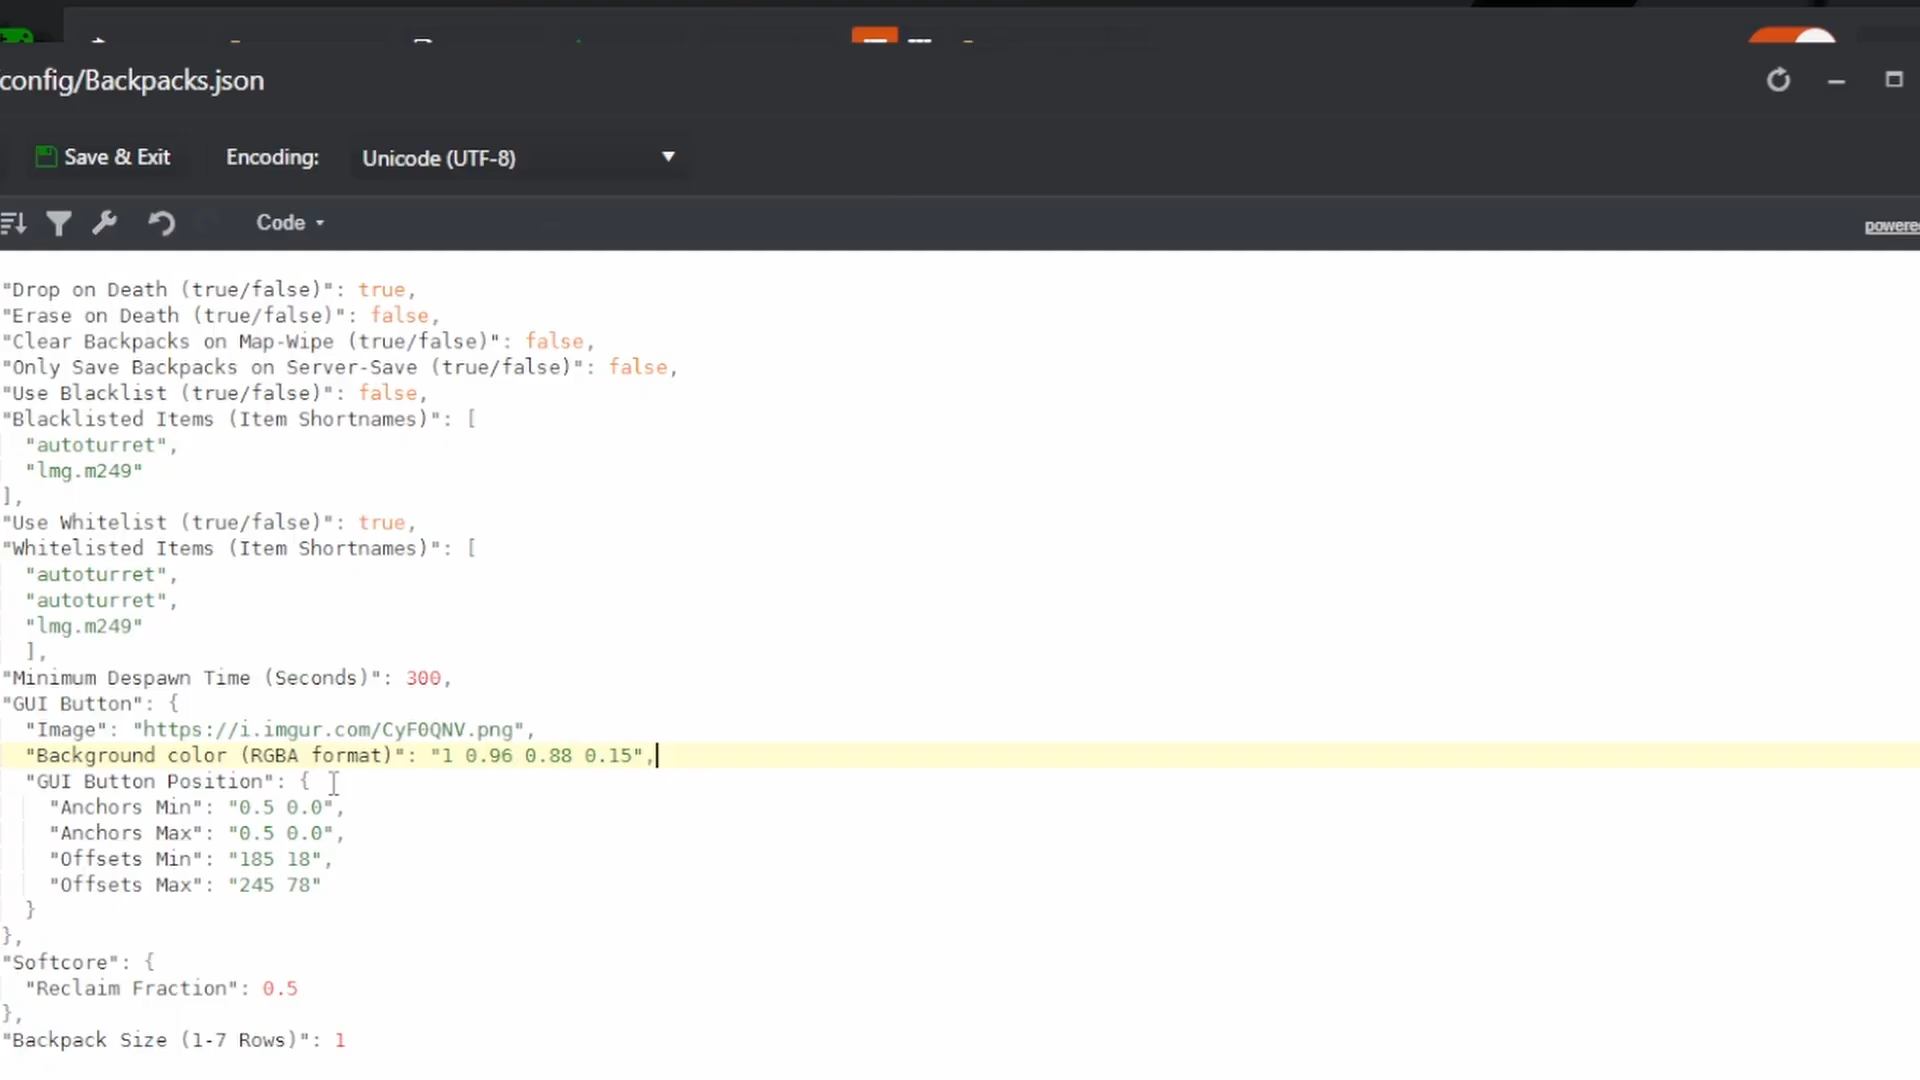 config/Backpacks.json
Save & Exit
Encoding:
Unicode (UTF-8)
Code
powered
"Drop on Death (true/false)": true,
"Erase on Death (true/false)": false,
"Clear Backpacks on Map-Wipe (true/false)": false,
"Only Save Backpacks on Server-Save (true/false)": false,
"Use Blacklist (true/false)": false,
"Blacklisted Items (Item Shortnames)": [
"autoturret",
"lmg.m249"
],
"Use Whitelist (true/false)": true,
"Whitelisted Items (Item Shortnames)": [
"autoturret",
"autoturret",
"lmg.m249"
],
"Minimum Despawn Time (Seconds)": 300,
"GUI Button": {
"Image": "https://i.imgur.com/CyF0QNV.png",
"Background color (RGBA format)": "1 0.96 0.88 0.15",
"GUI Button Position": {
"Anchors Min": "0.5 0.0",
"Anchors Max": "0.5 0.0",
"Offsets Min": "185 18",
"Offsets Max": "245 78"
}
},
"Softcore": {
"Reclaim Fraction": 0.5
},
"Backpack Size (1-7 Rows)": 1